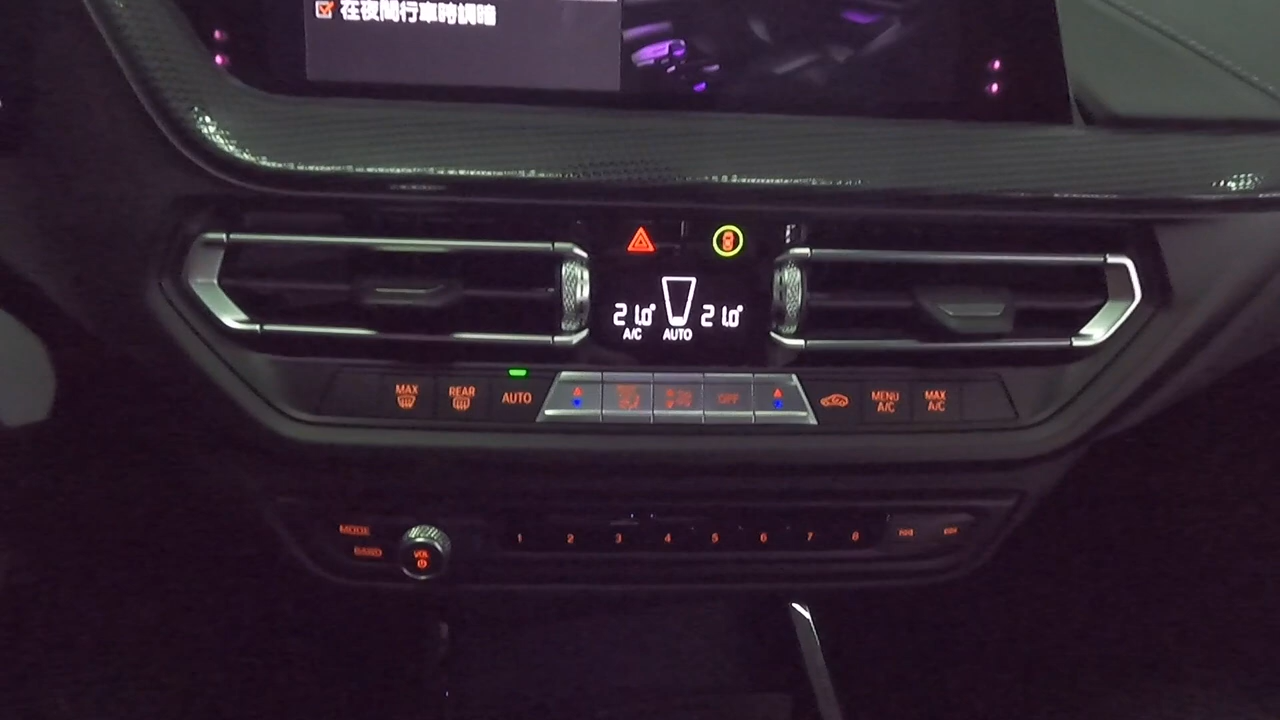 在夜間行車時調暗
21.0° 21.0°
A/C AUTO
MAX REAR AUTO OFF MENU A/C MAX A/C
MODE
BAND
VOL
1 2 3 4 5 6 7 8